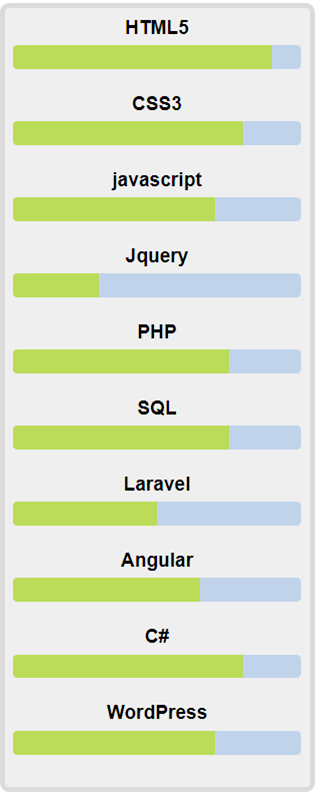 HTML5
CSS3
javascript
Jquery
PHP
SQL
Laravel
Angular
C#
WordPress